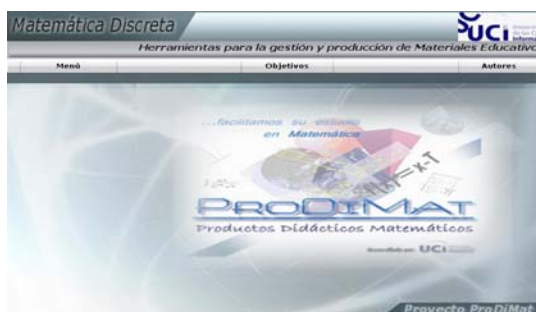 Matemática Discreta
UCi
Herramientas para la gestión y producción de Materiales Educativo
Menú Objetivos Autores
...facilitamos su estudio
en Matemática
PRODIMAT
Productos Didácticos Matemáticos
UCi
Proyecto ProDiMat